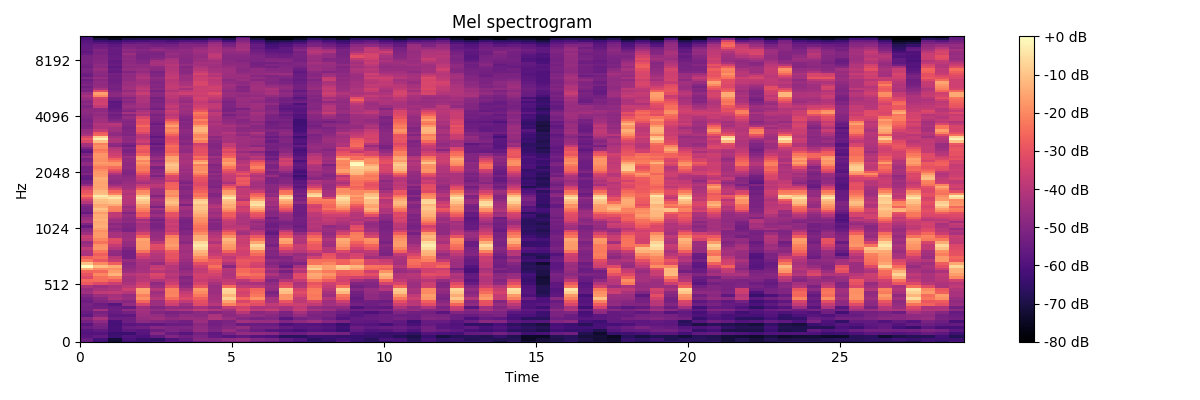 Mel spectrogram
Hz
8192
4096
2048
1024
512
0
0 5 10 15 20 25
Time
+0 dB
-10 dB
-20 dB
-30 dB
-40 dB
-50 dB
-60 dB
-70 dB
-80 dB